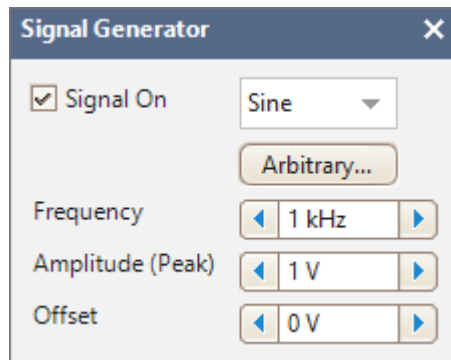 Signal Generator
Signal On Sine
Arbitrary...
Frequency 1 kHz
Amplitude (Peak) 1 V
Offset 0 V